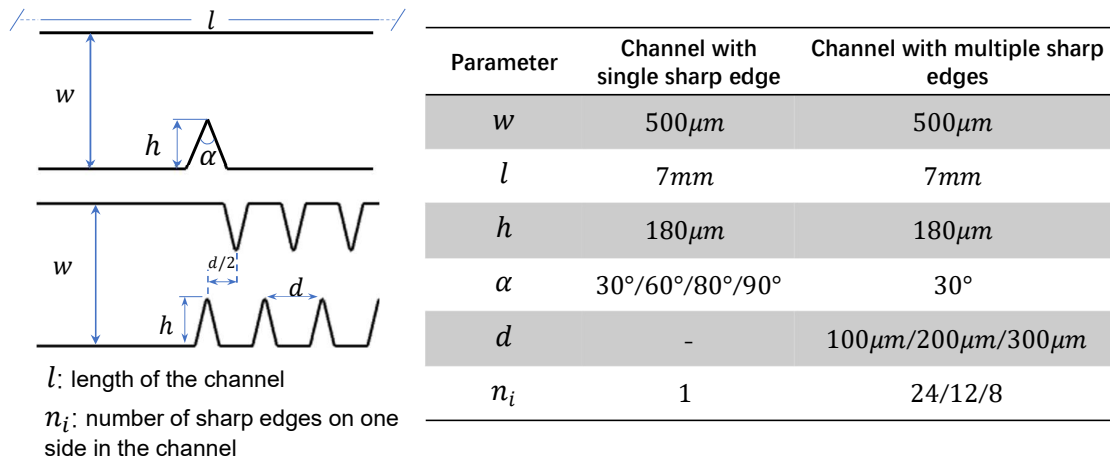 l
w
h
α
w
d/2
d
h
l: length of the channel
n_i: number of sharp edges on one
side in the channel
Parameter
Channel with
single sharp edge
Channel with multiple sharp
edges
w 500μm 500μm
l 7mm 7mm
h 180μm 180μm
α 30°/60°/80°/90° 30°
d - 100μm/200μm/300μm
n_i 1 24/12/8